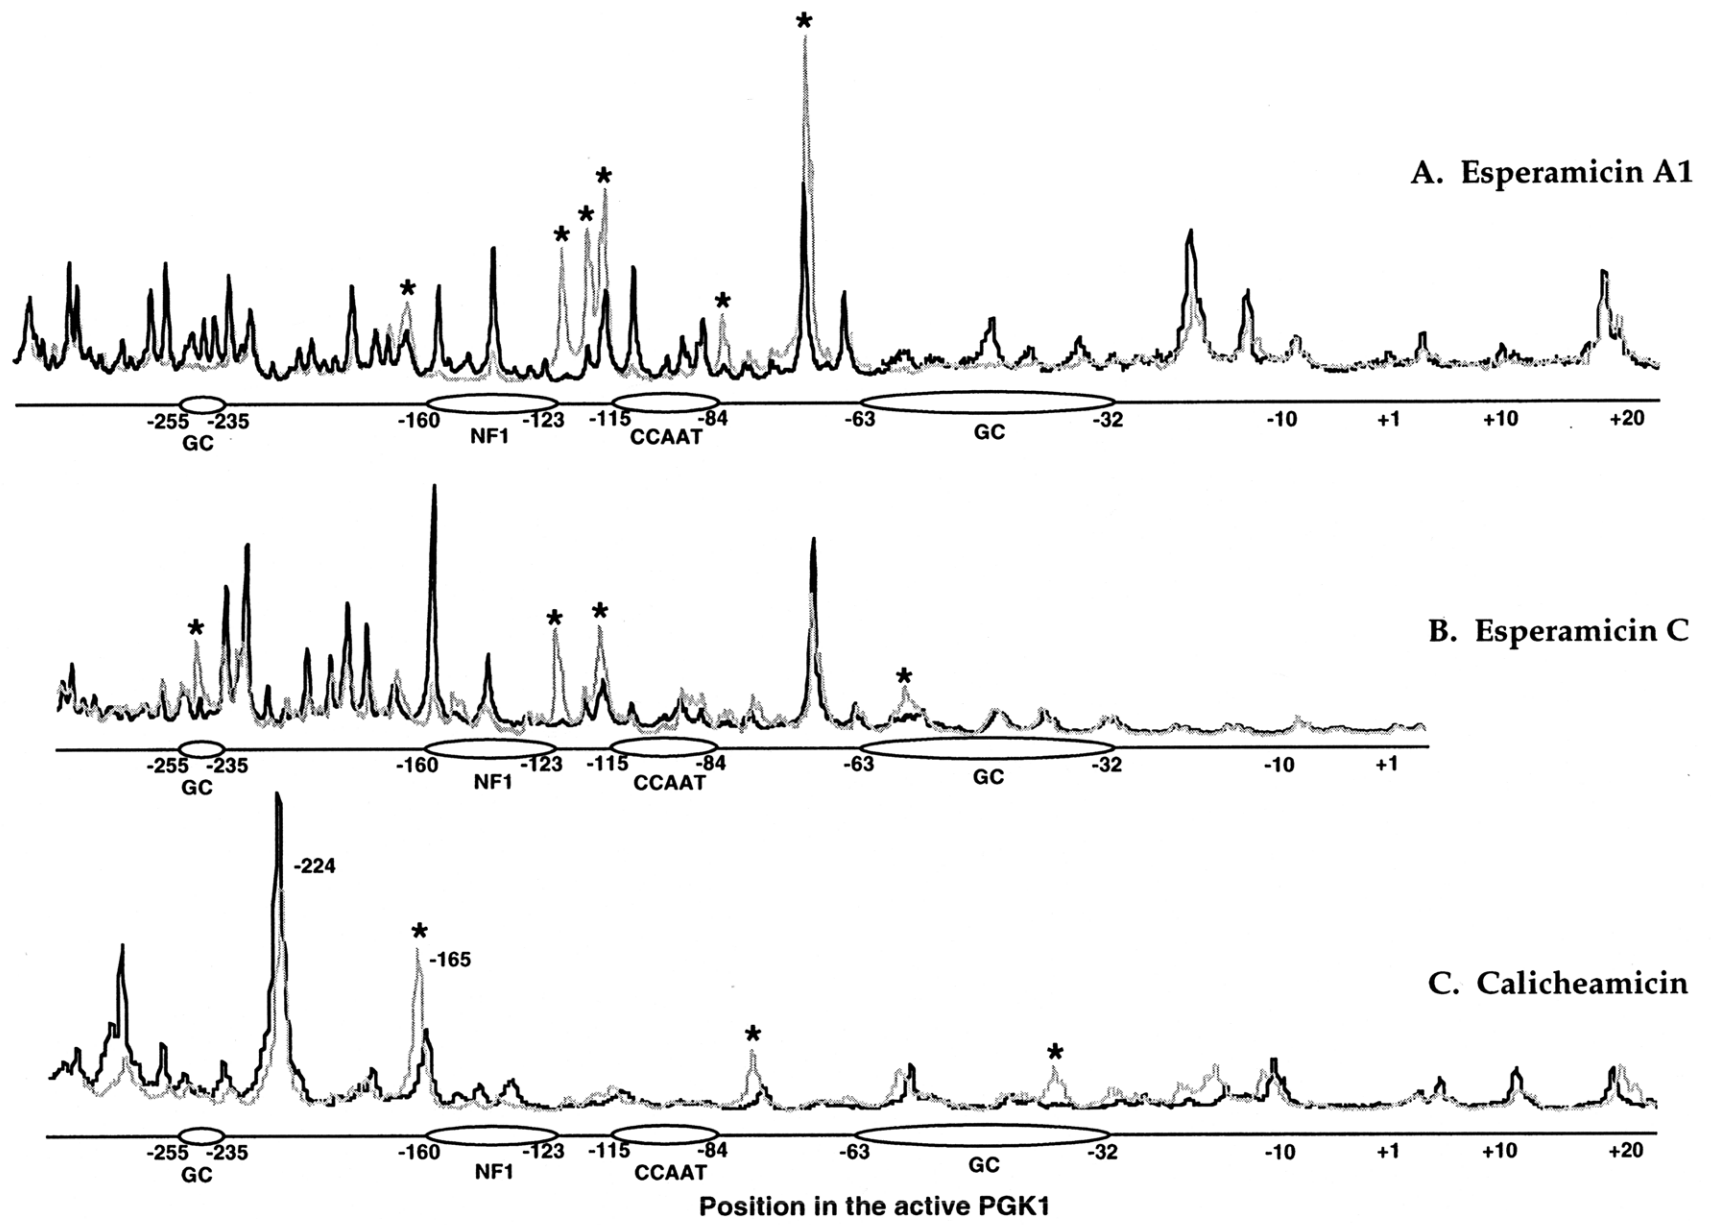 *
*
*
*
*
*
*
A. Esperamicin A1
-255 -235 -160 -123 -115 -84 -63 -32 -10 +1 +10 +20
GC NF1 CCAAT GC
*
*
*
*
B. Esperamicin C
-255 -235 -160 -123 -115 -84 -63 -32 -10 +1
GC NF1 CCAAT GC
-224
*
-165
*
*
C. Calicheamicin
-255 -235 -160 -123 -115 -84 -63 -32 -10 +1 +10 +20
GC NF1 CCAAT GC
Position in the active PGK1